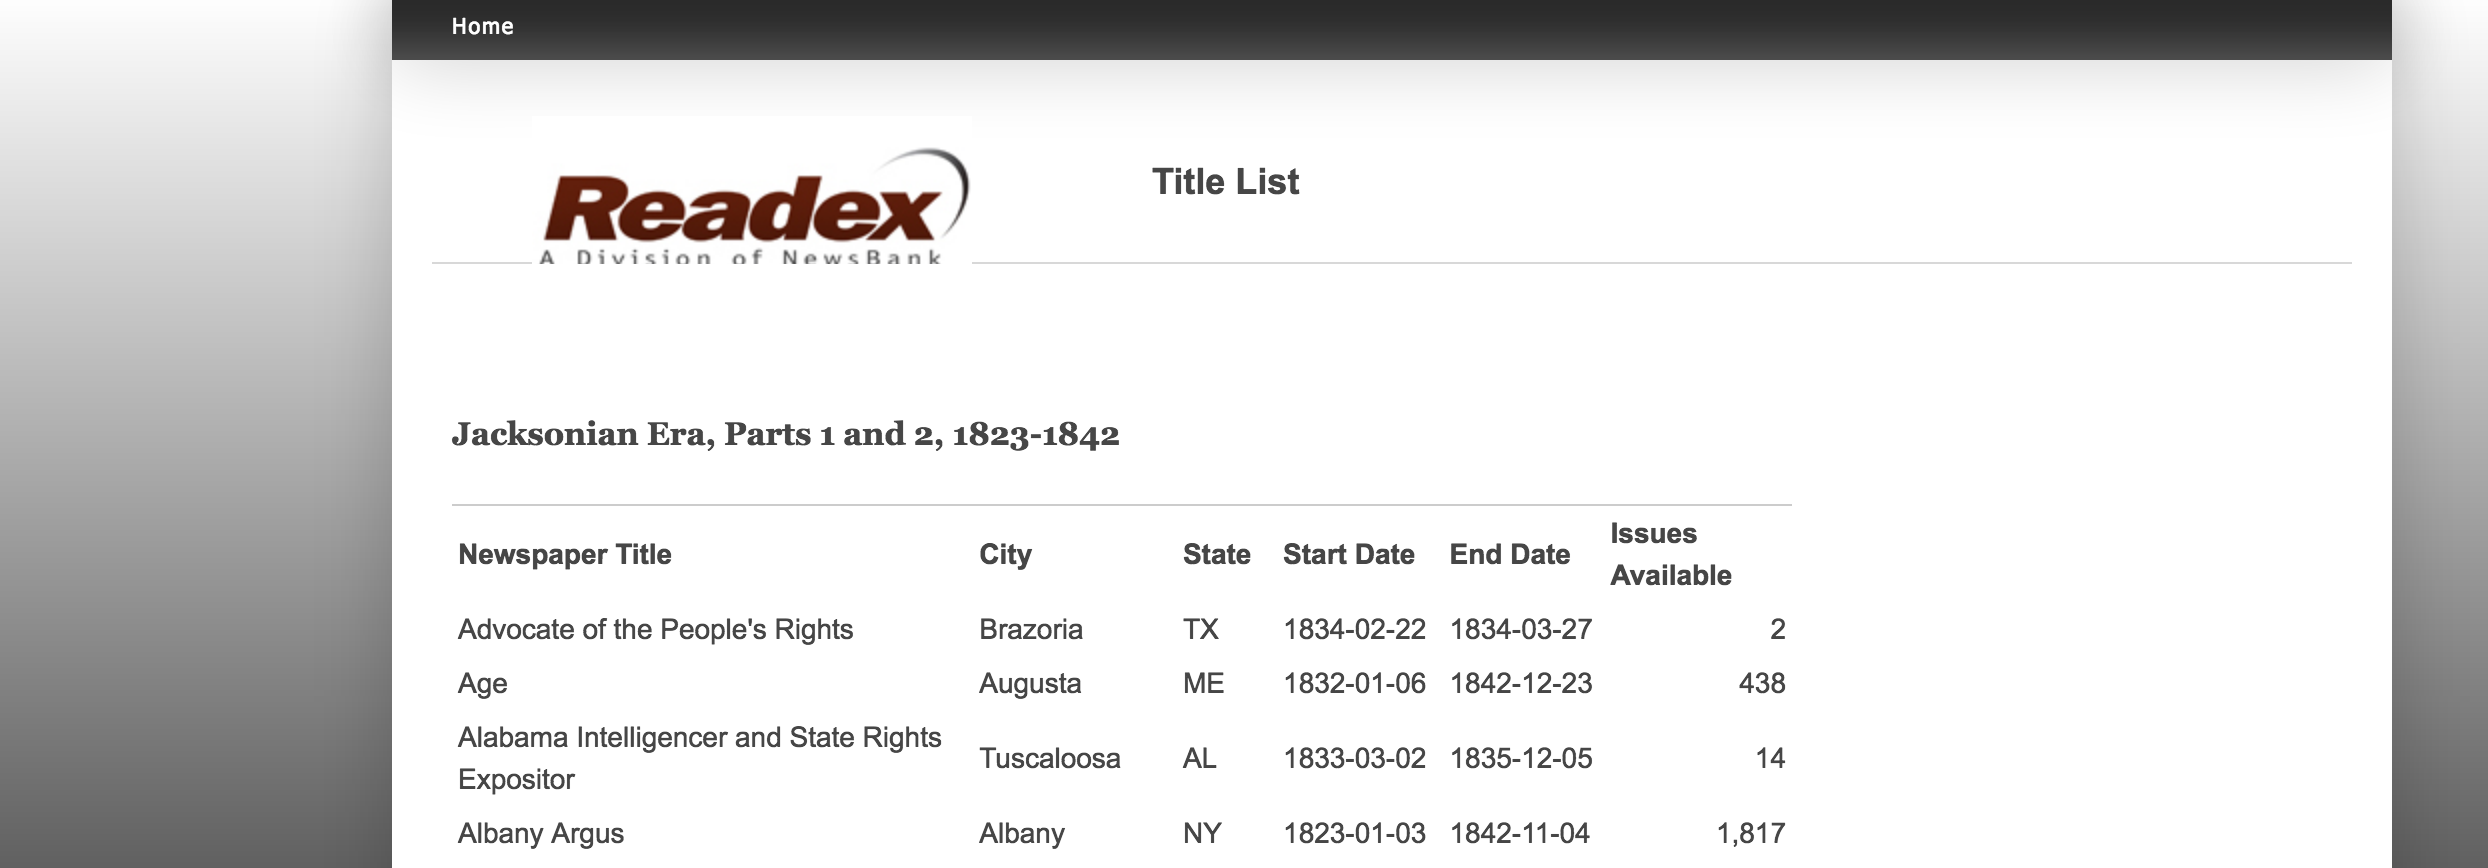 Home
Readex
A Division of NewsBank
Title List
Jacksonian Era, Parts 1 and 2, 1823-1842
Newspaper Title City State Start Date End Date Issues Available
Advocate of the People's Rights Brazoria TX 1834-02-22 1834-03-27 2
Age Augusta ME 1832-01-06 1842-12-23 438
Alabama Intelligencer and State Rights
Expositor Tuscaloosa AL 1833-03-02 1835-12-05 14
Albany Argus Albany NY 1823-01-03 1842-11-04 1,817